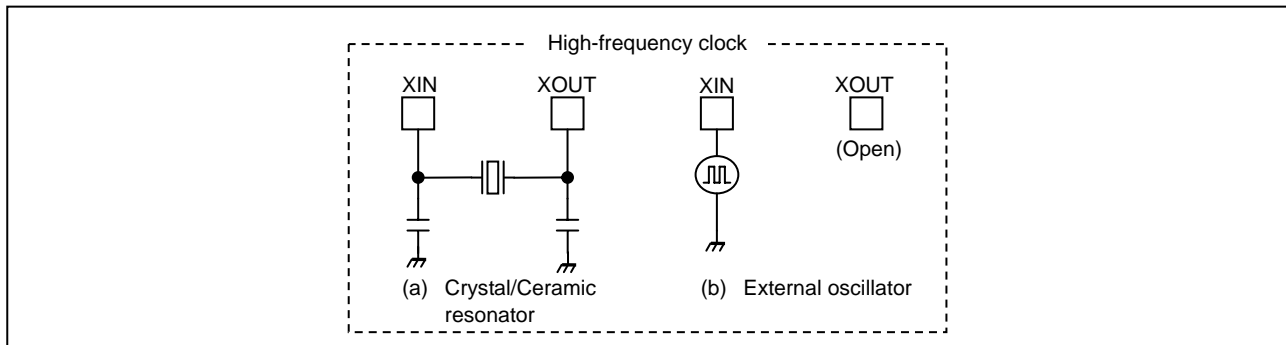 High-frequency clock
XIN
XOUT
XIN
XOUT
(Open)
(a) Crystal/Ceramic
resonator
(b) External oscillator